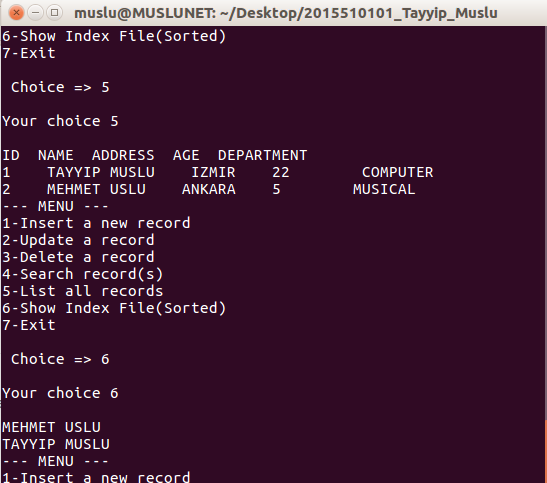 muslu@MUSLUNET: ~/Desktop/2015510101_Tayyip_Muslu
6-Show Index File(Sorted)
7-Exit
Choice => 5
Your choice 5
ID  NAME  ADDRESS  AGE  DEPARTMENT
1    TAYYIP MUSLU    IZMIR    22        COMPUTER
2    MEHMET USLU    ANKARA    5        MUSICAL
--- MENU ---
1-Insert a new record
2-Update a record
3-Delete a record
4-Search record(s)
5-List all records
6-Show Index File(Sorted)
7-Exit
Choice => 6
Your choice 6
MEHMET USLU
TAYYIP MUSLU
--- MENU ---
1-Insert a new record